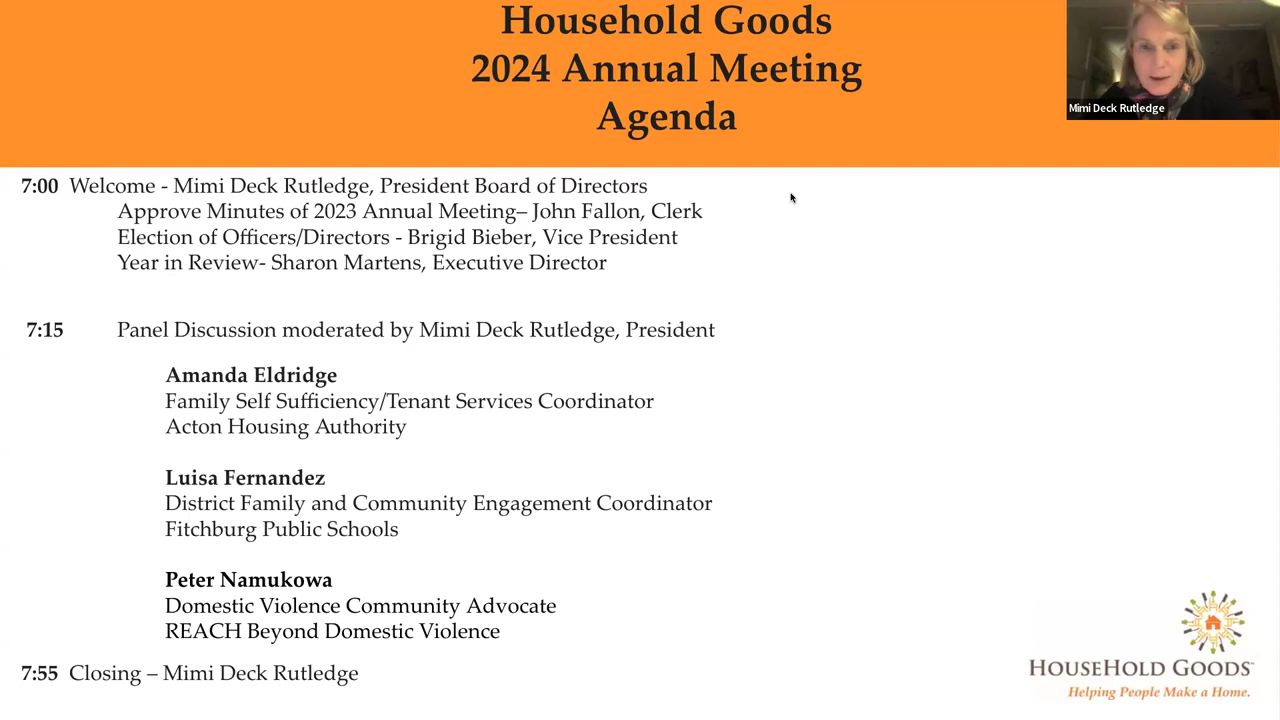 Household Goods
2024 Annual Meeting
Agenda
Mimi Deck Rutledge
7:00 Welcome - Mimi Deck Rutledge, President Board of Directors
Approve Minutes of 2023 Annual Meeting– John Fallon, Clerk
Election of Officers/Directors - Brigid Bieber, Vice President
Year in Review- Sharon Martens, Executive Director
7:15 Panel Discussion moderated by Mimi Deck Rutledge, President
Amanda Eldridge
Family Self Sufficiency/Tenant Services Coordinator
Acton Housing Authority
Luisa Fernandez
District Family and Community Engagement Coordinator
Fitchburg Public Schools
Peter Namukowa
Domestic Violence Community Advocate
REACH Beyond Domestic Violence
7:55 Closing – Mimi Deck Rutledge
HOUSEHOLD GOODS™
Helping People Make a Home.